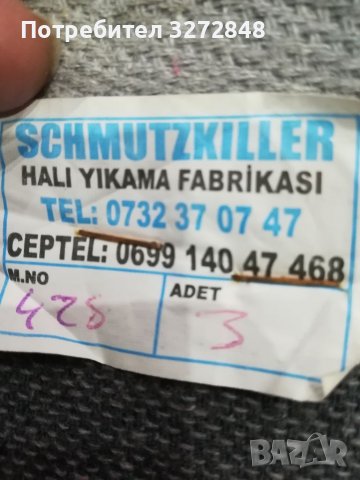 Потребител 3272848
SCHMUTZKILLER
HALI YIKAMA FABRİKASI
TEL: 0732 37 07 47
CEPTEL: 0699 140 47 468
M.NO
ADET
428
3
BAZAR